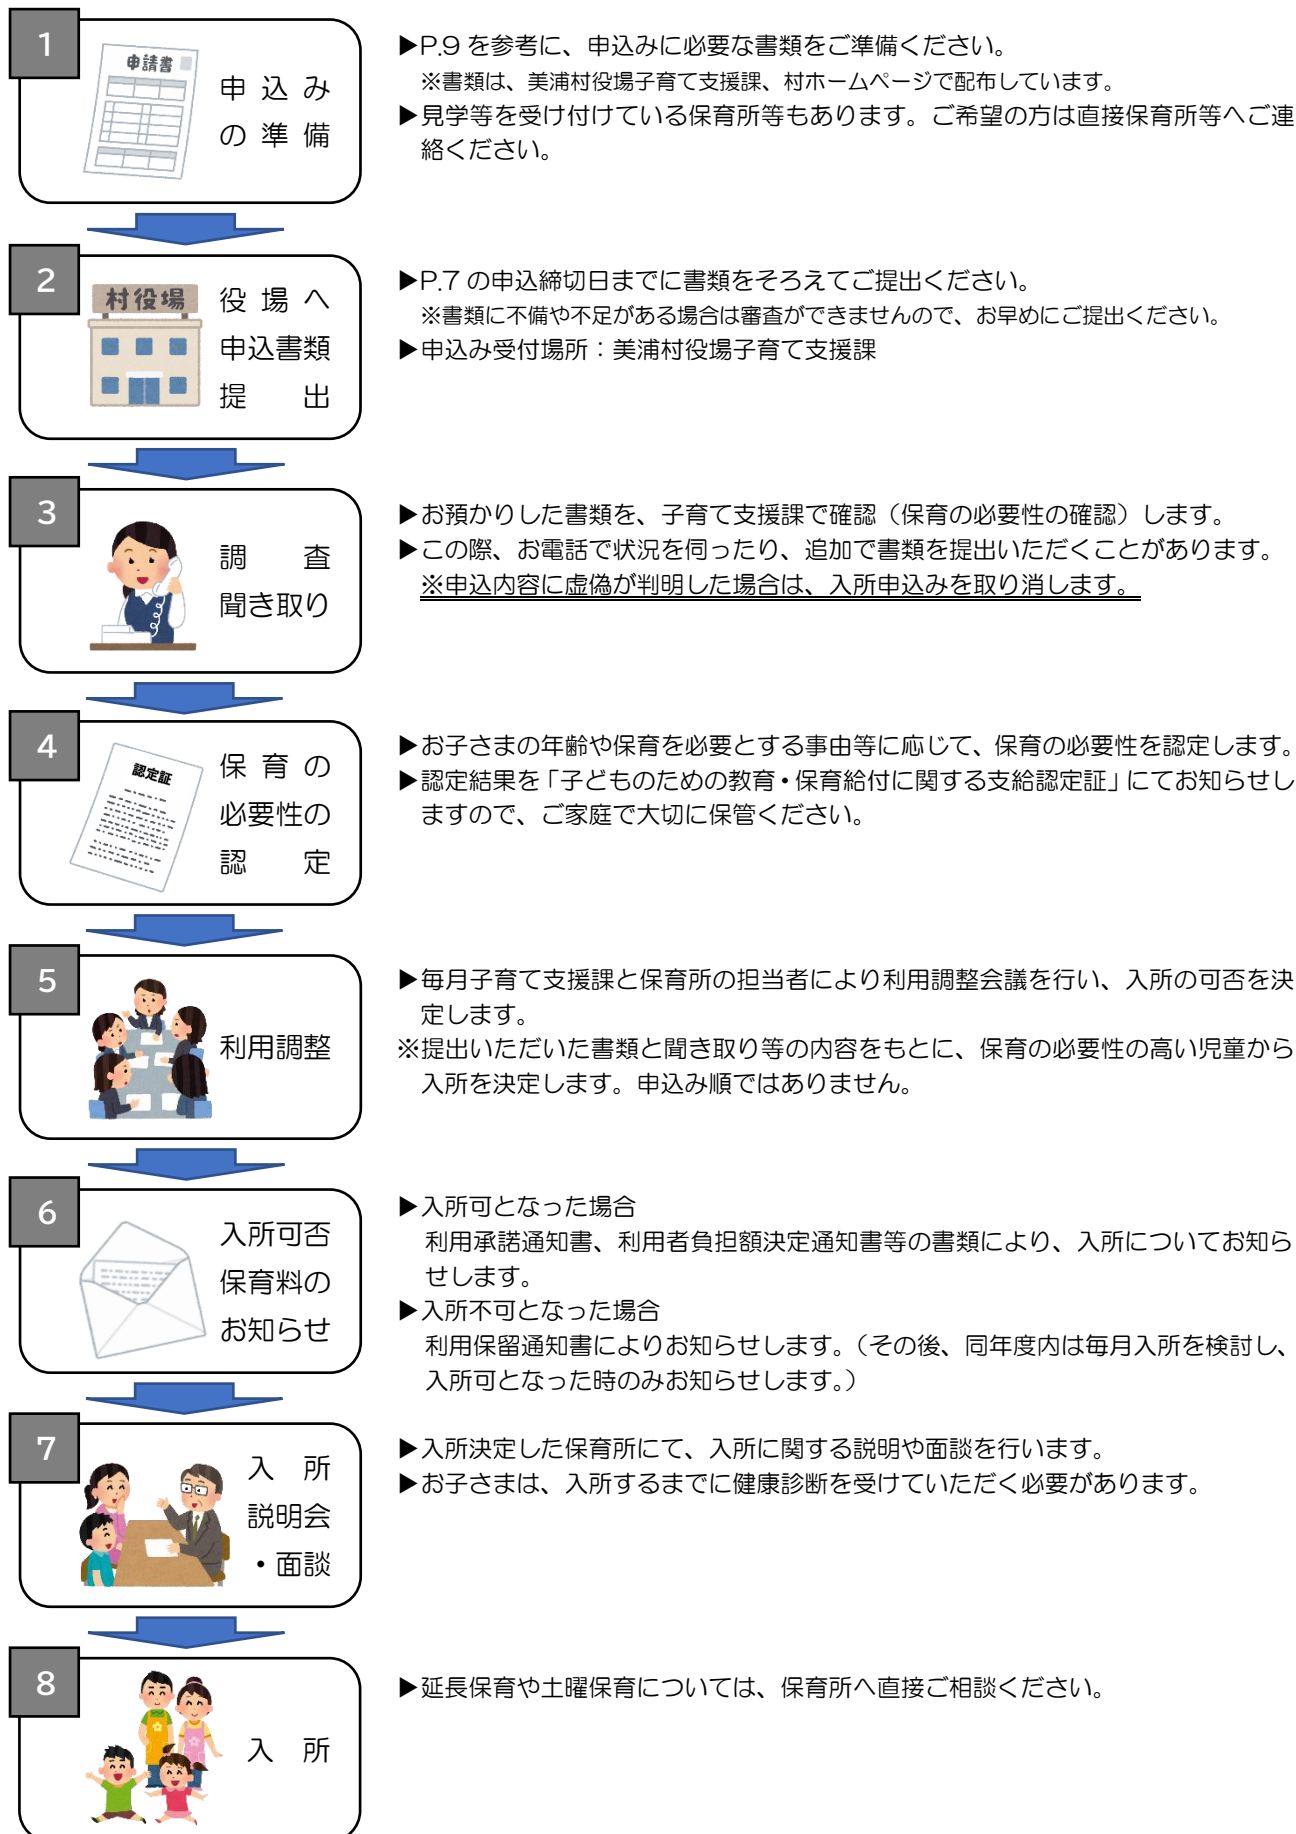 1
申請書
申込み
の準備
▶P.9 を参考に、申込みに必要な書類をご準備ください。
※書類は、美浦村役場子育て支援課、村ホームページで配布しています。
▶見学等を受け付けている保育所等もあります。ご希望の方は直接保育所等へご連
絡ください。
2
村役場
役場へ
申込書類
提出
▶P.7 の申込締切日までに書類をそろえてご提出ください。
※書類に不備や不足がある場合は審査ができませんので、お早めにご提出ください。
▶申込み受付場所：美浦村役場子育て支援課
3
調査
聞き取り
▶お預かりした書類を、子育て支援課で確認（保育の必要性の確認）します。
▶この際、お電話で状況を伺ったり、追加で書類を提出いただくことがあります。
※申込内容に虚偽が判明した場合は、入所申込みを取り消します。
4
認定証
保育の
必要性の
認定
▶お子さまの年齢や保育を必要とする事由等に応じて、保育の必要性を認定します。
▶認定結果を「子どものための教育・保育給付に関する支給認定証」にてお知らせし
ますので、ご家庭で大切に保管ください。
5
利用調整
▶毎月子育て支援課と保育所の担当者により利用調整会議を行い、入所の可否を決
定します。
※提出いただいた書類と聞き取り等の内容をもとに、保育の必要性の高い児童から
入所を決定します。申込み順ではありません。
6
入所可否
保育料の
お知らせ
▶入所可となった場合
利用承諾通知書、利用者負担額決定通知書等の書類により、入所についてお知ら
せします。
▶入所不可となった場合
利用保留通知書によりお知らせします。（その後、同年度内は毎月入所を検討し、
入所可となった時のみお知らせします。）
7
入所
説明会
・面談
▶入所決定した保育所にて、入所に関する説明や面談を行います。
▶お子さまは、入所するまでに健康診断を受けていただく必要があります。
8
入所
▶延長保育や土曜保育については、保育所へ直接ご相談ください。